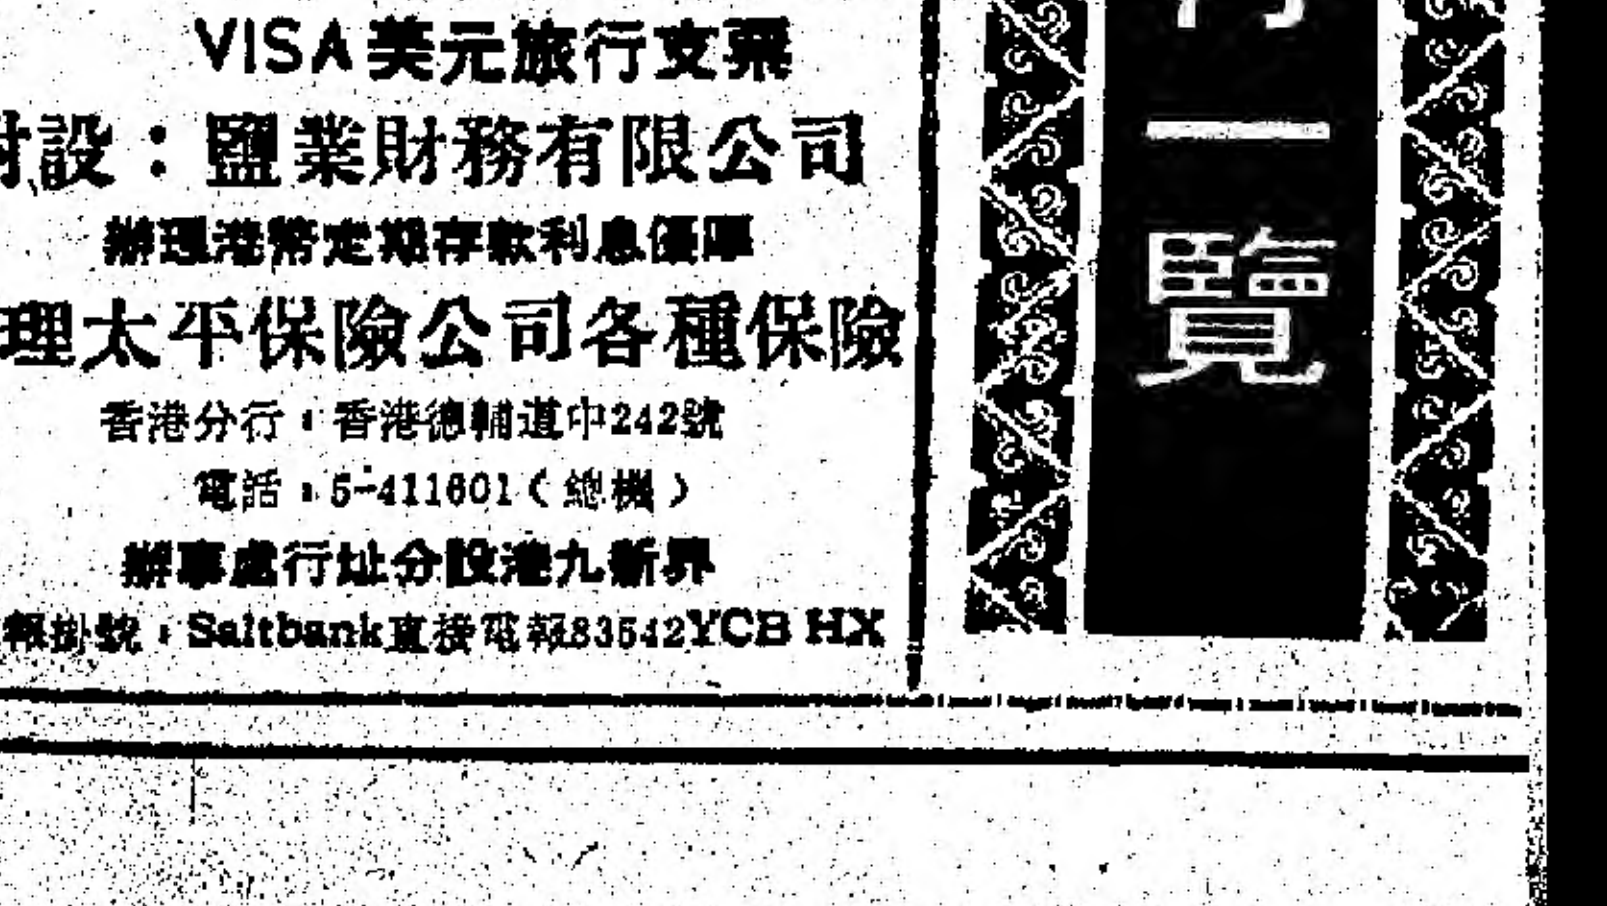 VISA美元旅行支票
附設：鹽業財務有限公司
辦理港幣定期存款利息優厚
理太平保險公司各種保險
香港分行：香港德輔道中242號
電話：5-411601（總機）
辦事處行址分設港九新界
報掛號：Saltbank直接電報83542YCB HX
一覽